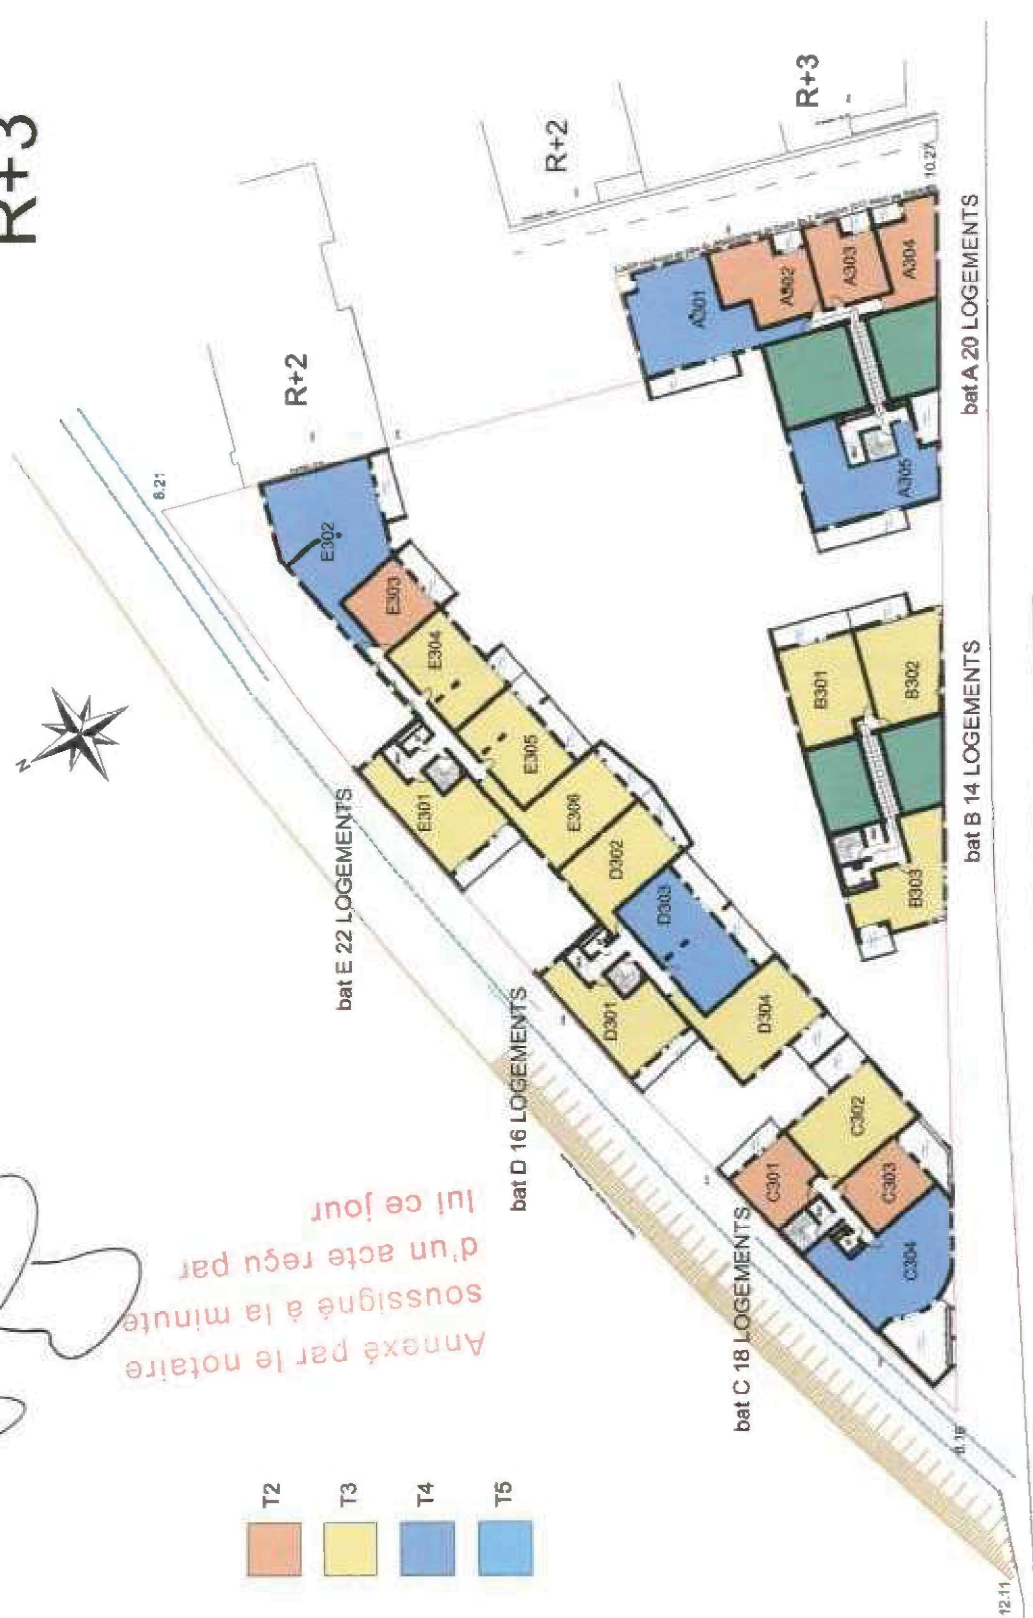 R+3
R+2
R+2
R+3
8.21
10.27
8.16
12.11
N
bat E 22 LOGEMENTS
E301
E302
E303
E304
E305
E306
bat D 16 LOGEMENTS
D301
D302
D303
D304
bat C 18 LOGEMENTS
C301
C302
C303
C304
bat B 14 LOGEMENTS
B301
B302
B303
bat A 20 LOGEMENTS
A301
A302
A303
A304
A305
Annexé par le notaire
soussigné à la minute
d'un acte reçu par
lui ce jour
T2
T3
T4
T5